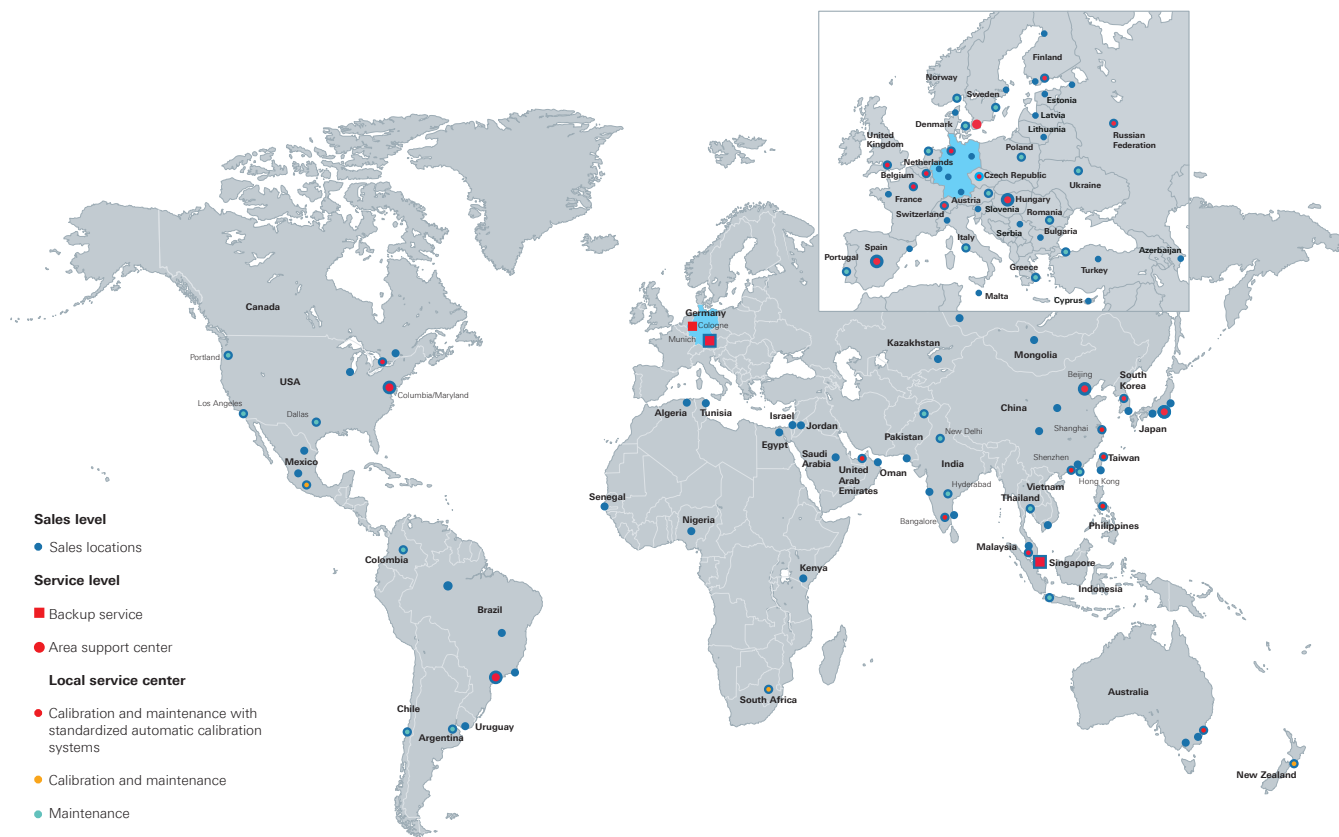 Finland
Norway
Sweden
Estonia
Latvia
Denmark
Lithuania
United
Kingdom
Russian
Federation
Poland
Netherlands
Belgium
Czech Republic
Ukraine
France
Austria
Hungary
Slovenia
Switzerland
Romania
Serbia
Bulgaria
Italy
Spain
Azerbaijan
Portugal
Greece
Turkey
Malta
Cyprus
Canada
Germany
Cologne
Munich
Kazakhstan
Mongolia
Portland
Beijing
South
Korea
USA
Columbia/Maryland
Los Angeles
Dallas
Algeria
Tunisia
Israel
Jordan
Egypt
China
Shanghai
Japan
Pakistan
New Delhi
Mexico
Saudi
Arabia
United
Arab
Emirates
Oman
India
Shenzhen
Taiwan
Hong Kong
Hyderabad
Vietnam
Thailand
Senegal
Nigeria
Bangalore
Philippines
Malaysia
Singapore
Colombia
Kenya
Indonesia
Brazil
South Africa
Australia
Chile
Uruguay
Argentina
New Zealand
Sales level
Sales locations
Service level
Backup service
Area support center
Local service center
Calibration and maintenance with
standardized automatic calibration
systems
Calibration and maintenance
Maintenance